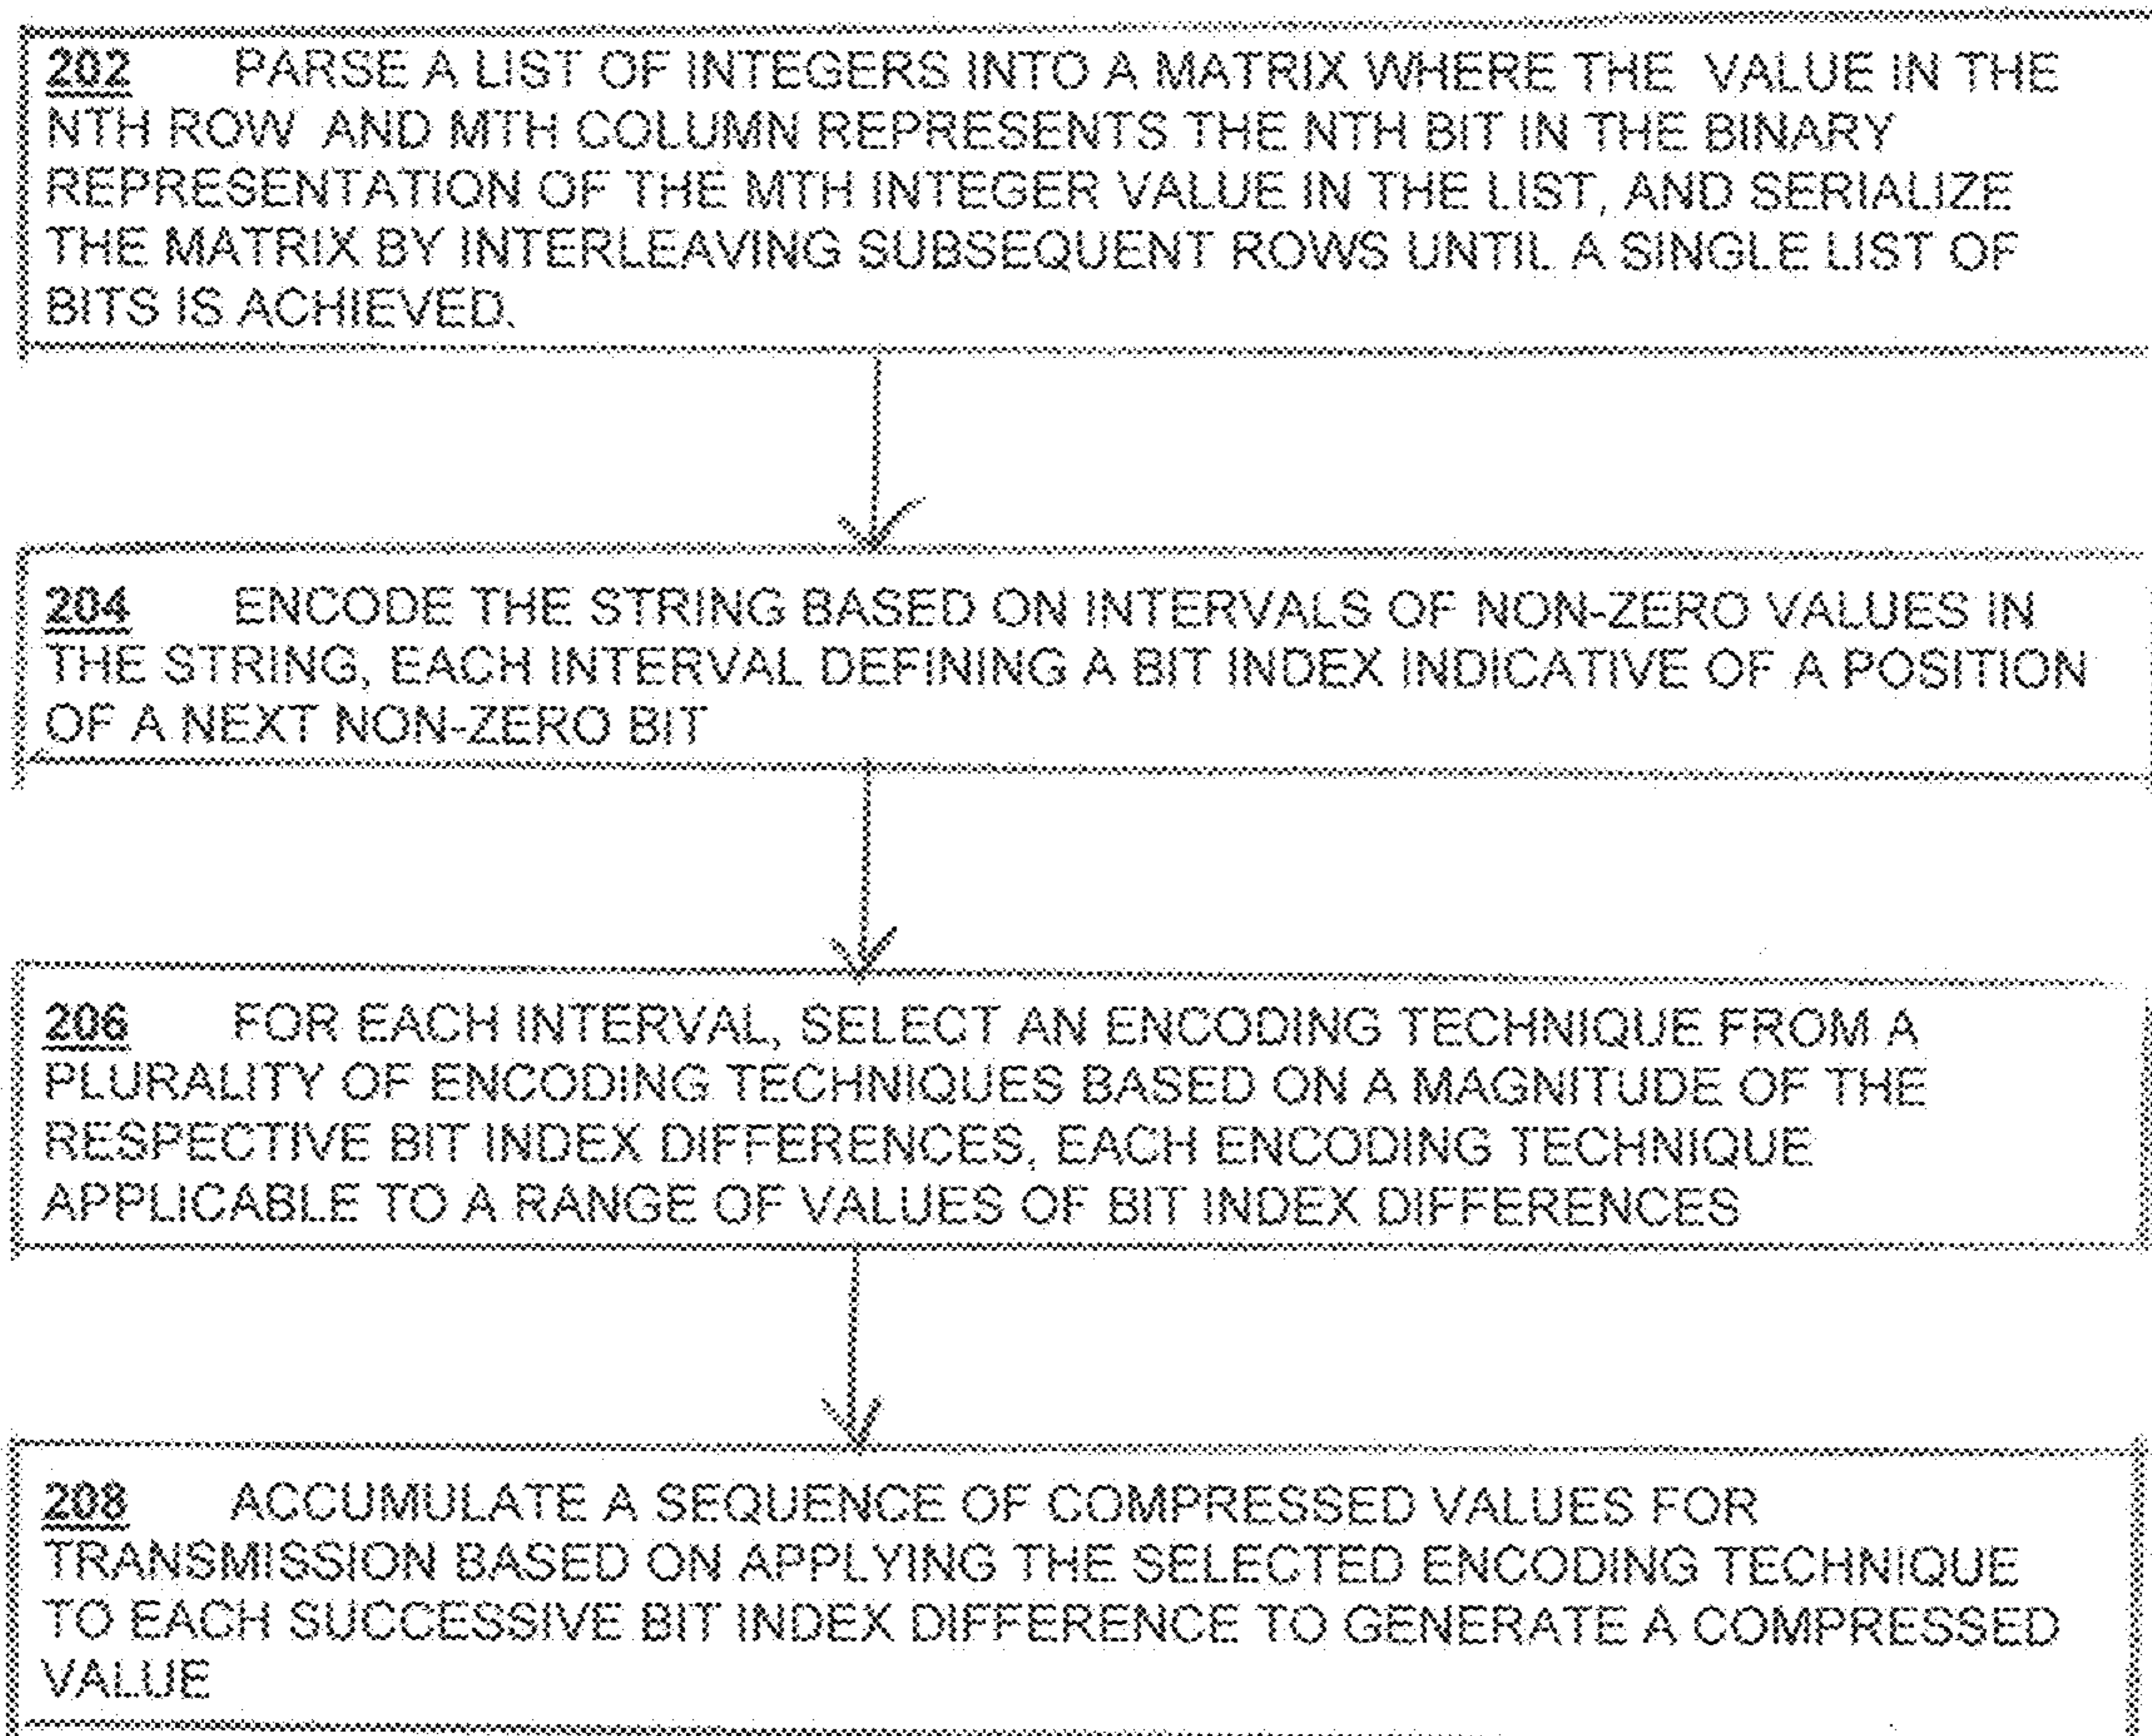 202 PARSE A LIST OF INTEGERS INTO A MATRIX WHERE THE VALUE IN THE
NTH ROW AND MTH COLUMN REPRESENTS THE NTH BIT IN THE BINARY
REPRESENTATION OF THE MTH INTEGER VALUE IN THE LIST, AND SERIALIZE
THE MATRIX BY INTERLEAVING SUBSEQUENT ROWS UNTIL A SINGLE LIST OF
BITS IS ACHIEVED.
204 ENCODE THE STRING BASED ON INTERVALS OF NON-ZERO VALUES IN
THE STRING, EACH INTERVAL DEFINING A BIT INDEX INDICATIVE OF A POSITION
OF A NEXT NON-ZERO BIT
206 FOR EACH INTERVAL, SELECT AN ENCODING TECHNIQUE FROM A
PLURALITY OF ENCODING TECHNIQUES BASED ON A MAGNITUDE OF THE
RESPECTIVE BIT INDEX DIFFERENCES, EACH ENCODING TECHNIQUE
APPLICABLE TO A RANGE OF VALUES OF BIT INDEX DIFFERENCES
208 ACCUMULATE A SEQUENCE OF COMPRESSED VALUES FOR
TRANSMISSION BASED ON APPLYING THE SELECTED ENCODING TECHNIQUE
TO EACH SUCCESSIVE BIT INDEX DIFFERENCE TO GENERATE A COMPRESSED
VALUE